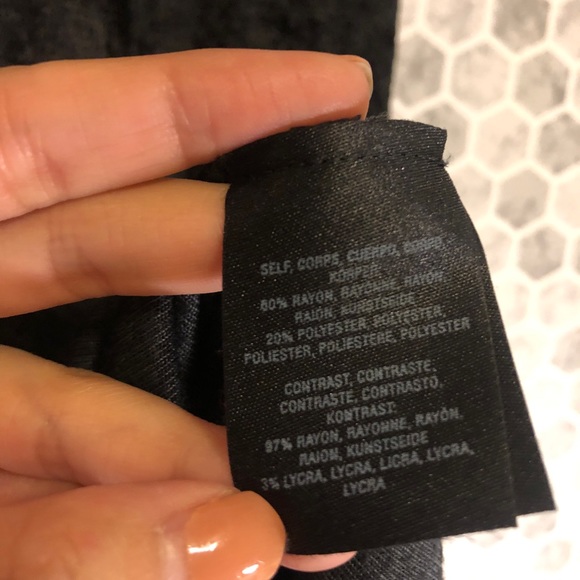 SELF, CORPS, CUERPO, CORPO,
KÖRPER:
80% RAYON, RAYONNE, RAYON,
RAION, KUNSTSEIDE
20% POLYESTER, POLYESTER,
POLIESTER, POLIESTERE, POLYESTER
CONTRAST, CONTRASTE,
CONTRASTE, CONTRASTO,
KONTRAST:
97% RAYON, RAYONNE, RAYÓN,
RAION, KUNSTSEIDE
3% LYCRA, LYCRA, LICRA, LYCRA,
LYCRA